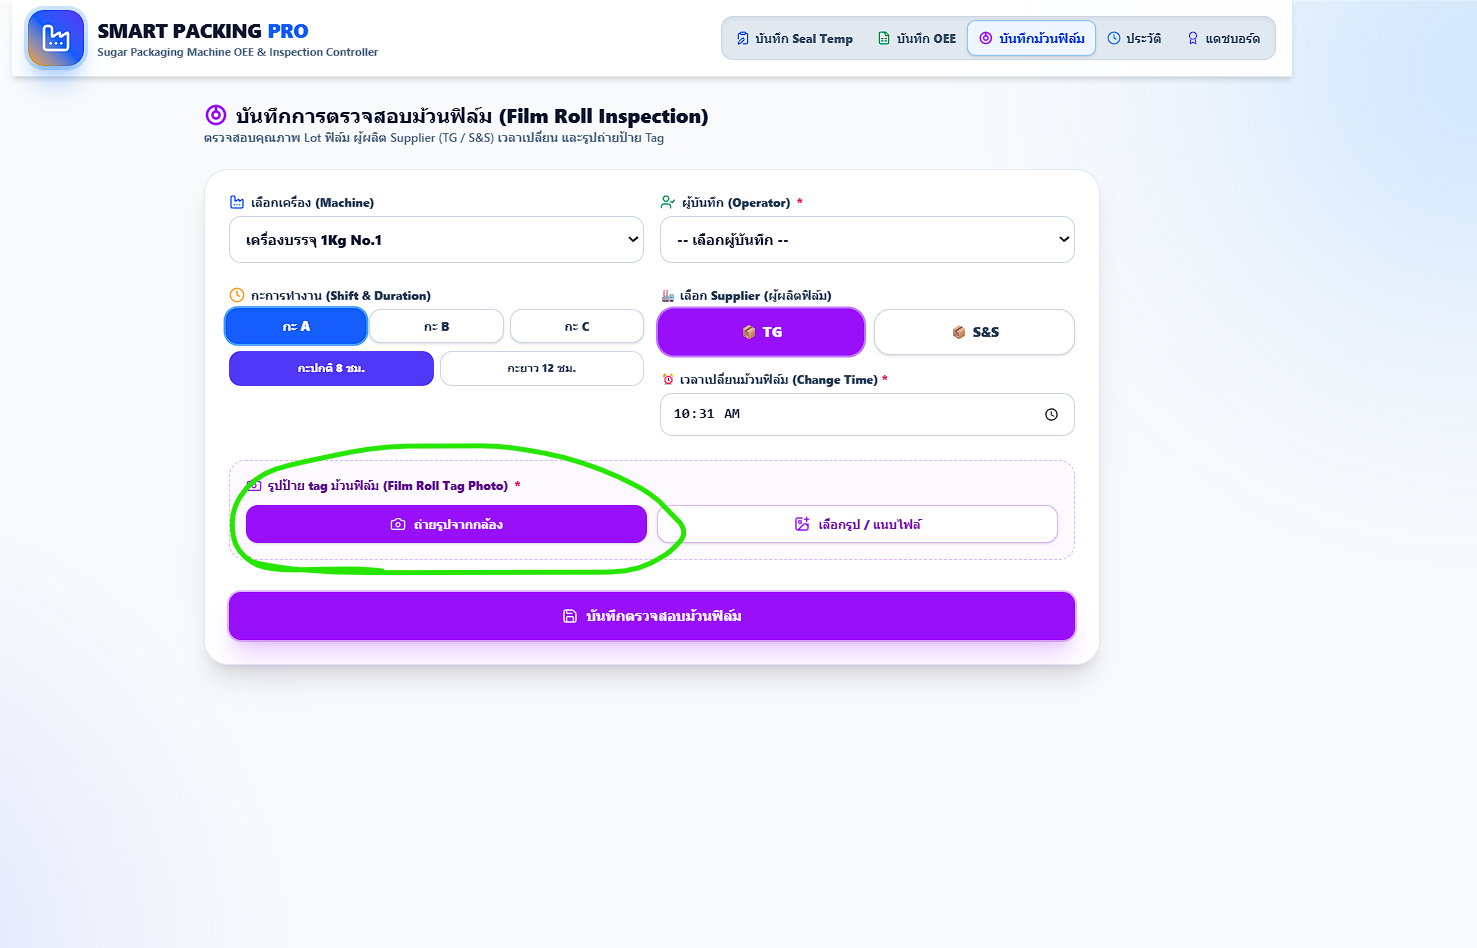 SMART PACKING PRO
Sugar Packaging Machine OEE & Inspection Controller
บันทึก Seal Temp
บันทึก OEE
บันทึกม้วนฟิล์ม
ประวัติ
แดชบอร์ด
บันทึกการตรวจสอบม้วนฟิล์ม (Film Roll Inspection)
ตรวจสอบคุณภาพ Lot ฟิล์ม ผู้ผลิต Supplier (TG / S&S) เวลาเปลี่ยน และรูปถ่ายป้าย Tag
เลือกเครื่อง (Machine)
เครื่องบรรจุ 1Kg No.1
ผู้บันทึก (Operator) *
-- เลือกผู้บันทึก --
กะการทำงาน (Shift & Duration)
กะ A
กะ B
กะ C
กะปกติ 8 ชม.
กะยาว 12 ชม.
เลือก Supplier (ผู้ผลิตฟิล์ม)
TG
S&S
เวลาเปลี่ยนม้วนฟิล์ม (Change Time) *
10:31 AM
รูปป้าย tag ม้วนฟิล์ม (Film Roll Tag Photo) *
ถ่ายรูปจากกล้อง
เลือกรูป / แนบไฟล์
บันทึกตรวจสอบม้วนฟิล์ม